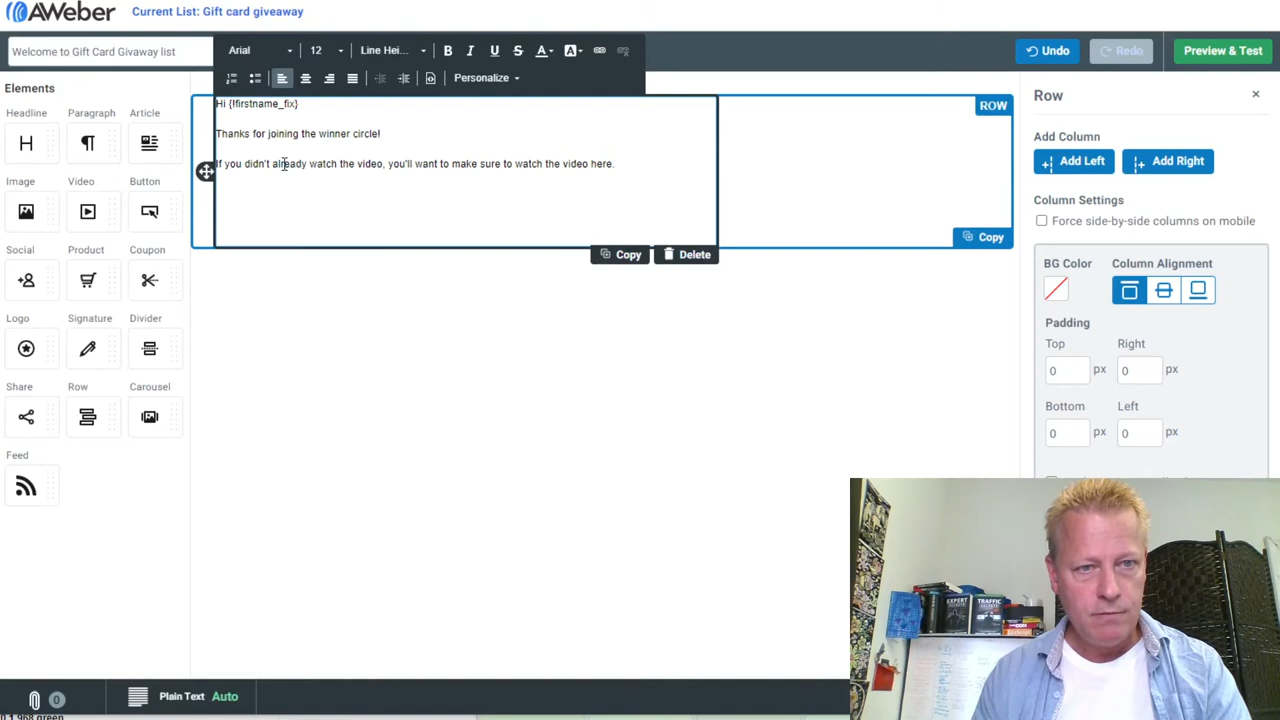 AWeber
Current List: Gift card giveaway
Welcome to Gift Card Givaway list
Arial
12
Line Hei...
B I U S A A
Undo
Redo
Preview & Test
Personalize
Elements
Headline
Paragraph
Article
H
Image
Video
Button
Social
Product
Coupon
Logo
Signature
Divider
Share
Row
Carousel
Feed
Hi {!firstname_fix}
Thanks for joining the winner circle!
If you didn't already watch the video, you'll want to make sure to watch the video here.
ROW
Copy
Copy
Delete
Row
Add Column
Add Left
Add Right
Column Settings
Force side-by-side columns on mobile
BG Color
Column Alignment
Padding
Top
Right
0 px
0 px
Bottom
Left
0 px
0 px
EXPERT
SECRETS
TRAFFIC
SECRETS
0
Plain Text Auto